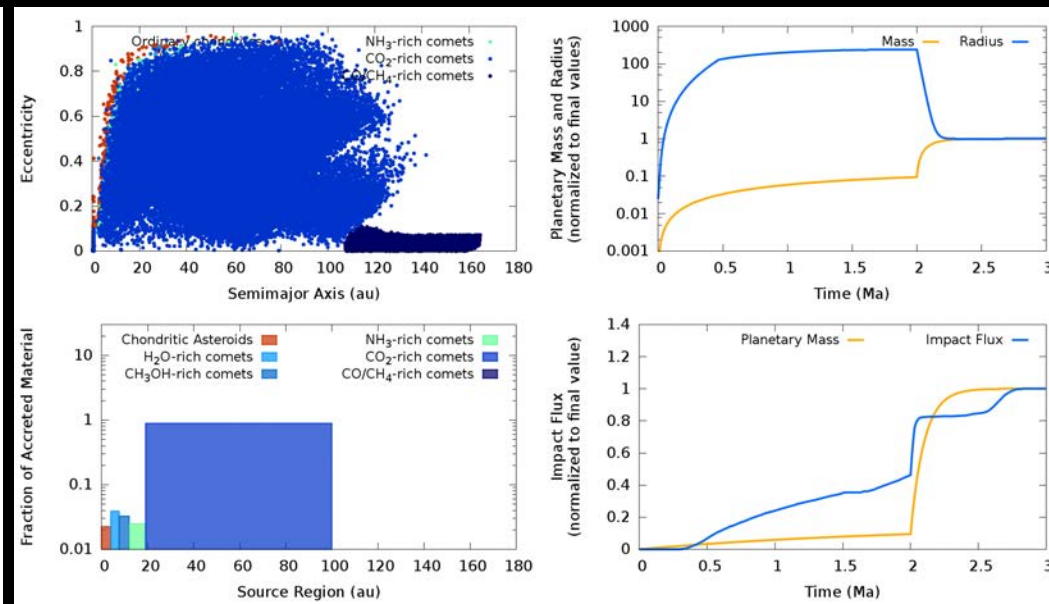 Eccentricity
1
0.8
0.6
0.4
0.2
0
Ordinary
NH3-rich comets
CO2-rich comets
CO/CH4-rich comets
0 20 40 60 80 100 120 140 160 180
Semimajor Axis (au)
Planetary Mass and Radius
(normalized to final values)
1000
100
10
1
0.1
0.01
0.001
Mass Radius
0 0.5 1 1.5 2 2.5 3
Time (Ma)
Fraction of Accreted Material
10
1
0.1
0.01
Chondritic Asteroids
H2O-rich comets
CH3OH-rich comets
NH3-rich comets
CO2-rich comets
CO/CH4-rich comets
0 20 40 60 80 100 120 140 160 180
Source Region (au)
Impact Flux
(normalized to final value)
1.4
1.2
1
0.8
0.6
0.4
0.2
0
Planetary Mass Impact Flux
0 0.5 1 1.5 2 2.5 3
Time (Ma)